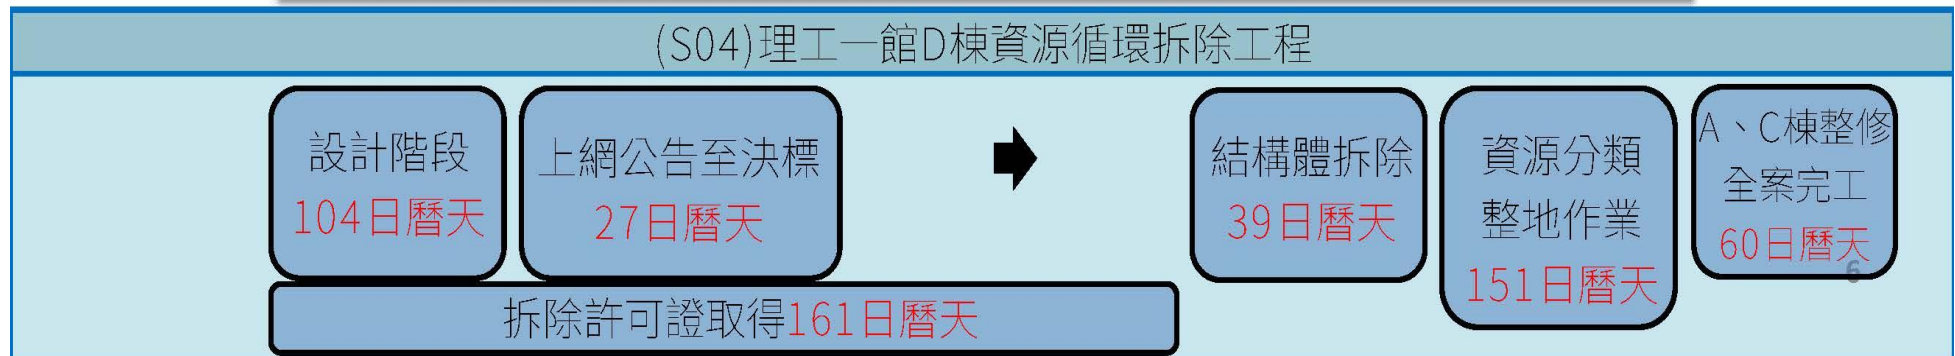 (S04)理工一館D棟資源循環拆除工程
設計階段
104日曆天
上網公告至決標
27日曆天
結構體拆除
39日曆天
資源分類
整地作業
151日曆天
A、C棟整修
全案完工
60日曆天
6
拆除許可證取得161日曆天